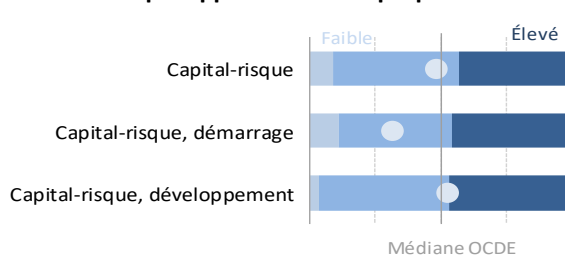 Faible
Élevé
Capital-risque
Capital-risque, démarrage
Capital-risque, développement
Médiane OCDE